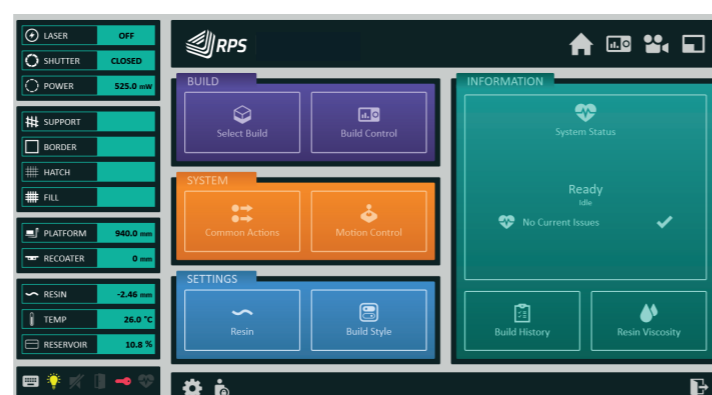 LASER OFF
SHUTTER CLOSED
POWER 525.0 mW
SUPPORT
BORDER
HATCH
FILL
PLATFORM 940.0 mm
RECOATER 0 mm
RESIN -2.46 mm
TEMP 26.0 °C
RESERVOIR 10.8 %
RPS
BUILD
Select Build Build Control
SYSTEM
Common Actions Motion Control
SETTINGS
Resin Build Style
INFORMATION
System Status
Ready
Idle
No Current Issues
Build History Resin Viscosity